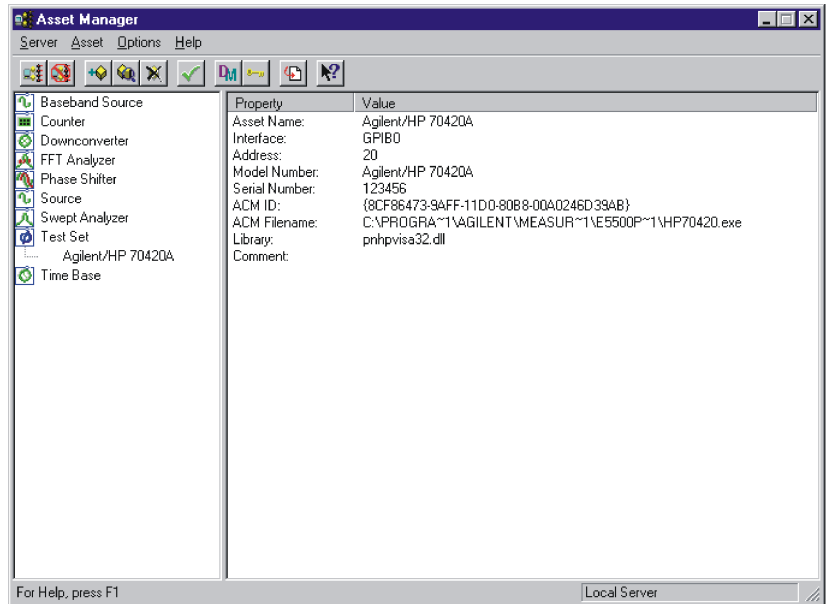 Asset Manager
Server Asset Options Help
DM
Baseband Source
Counter
Downconverter
FFT Analyzer
Phase Shifter
Source
Swept Analyzer
Test Set
Agilent/HP 70420A
Time Base
Property Value
Asset Name: Agilent/HP 70420A
Interface: GPIB0
Address: 20
Model Number: Agilent/HP 70420A
Serial Number: 123456
ACM ID: {8CF86473-9AFF-11D0-80B8-00A0246D39AB}
ACM Filename: C:\PROGRA~1\AGILENT\MEASUR~1\E5500P~1\HP70420.exe
Library: pnhpvisa32.dll
Comment:
For Help, press F1 Local Server